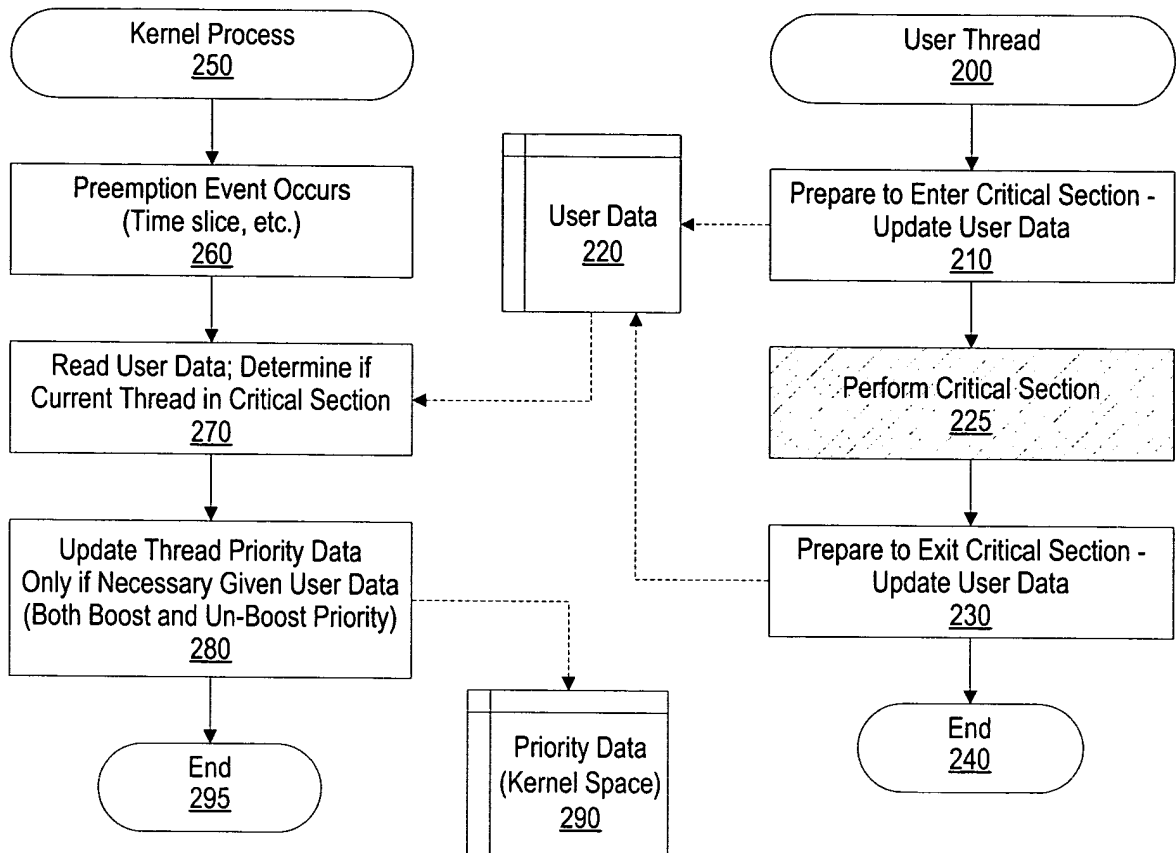 Kernel Process
250
Preemption Event Occurs
(Time slice, etc.)
260
Read User Data; Determine if
Current Thread in Critical Section
270
Update Thread Priority Data
Only if Necessary Given User Data
(Both Boost and Un-Boost Priority)
280
End
295
User Data
220
Priority Data
(Kernel Space)
290
User Thread
200
Prepare to Enter Critical Section -
Update User Data
210
Perform Critical Section
225
Prepare to Exit Critical Section -
Update User Data
230
End
240